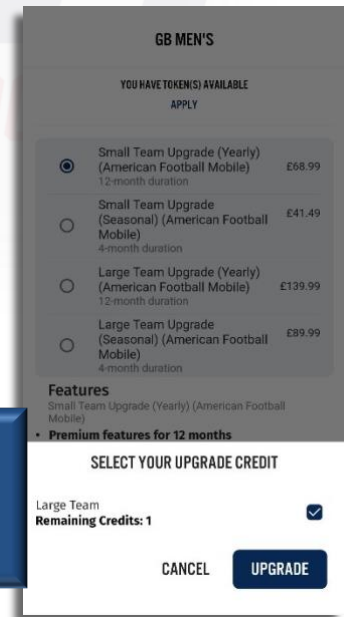 GB MEN'S
YOU HAVE TOKEN(S) AVAILABLE
APPLY
Small Team Upgrade (Yearly)
(American Football Mobile)
12-month duration
£68.99
Small Team Upgrade
(Seasonal) (American Football
Mobile)
4-month duration
£41.49
Large Team Upgrade (Yearly)
(American Football Mobile)
12-month duration
£139.99
Large Team Upgrade
(Seasonal) (American Football
Mobile)
4-month duration
£89.99
Features
Small Team Upgrade (Yearly) (American Football
Mobile)
• Premium features for 12 months
SELECT YOUR UPGRADE CREDIT
Large Team
Remaining Credits: 1
CANCEL
UPGRADE